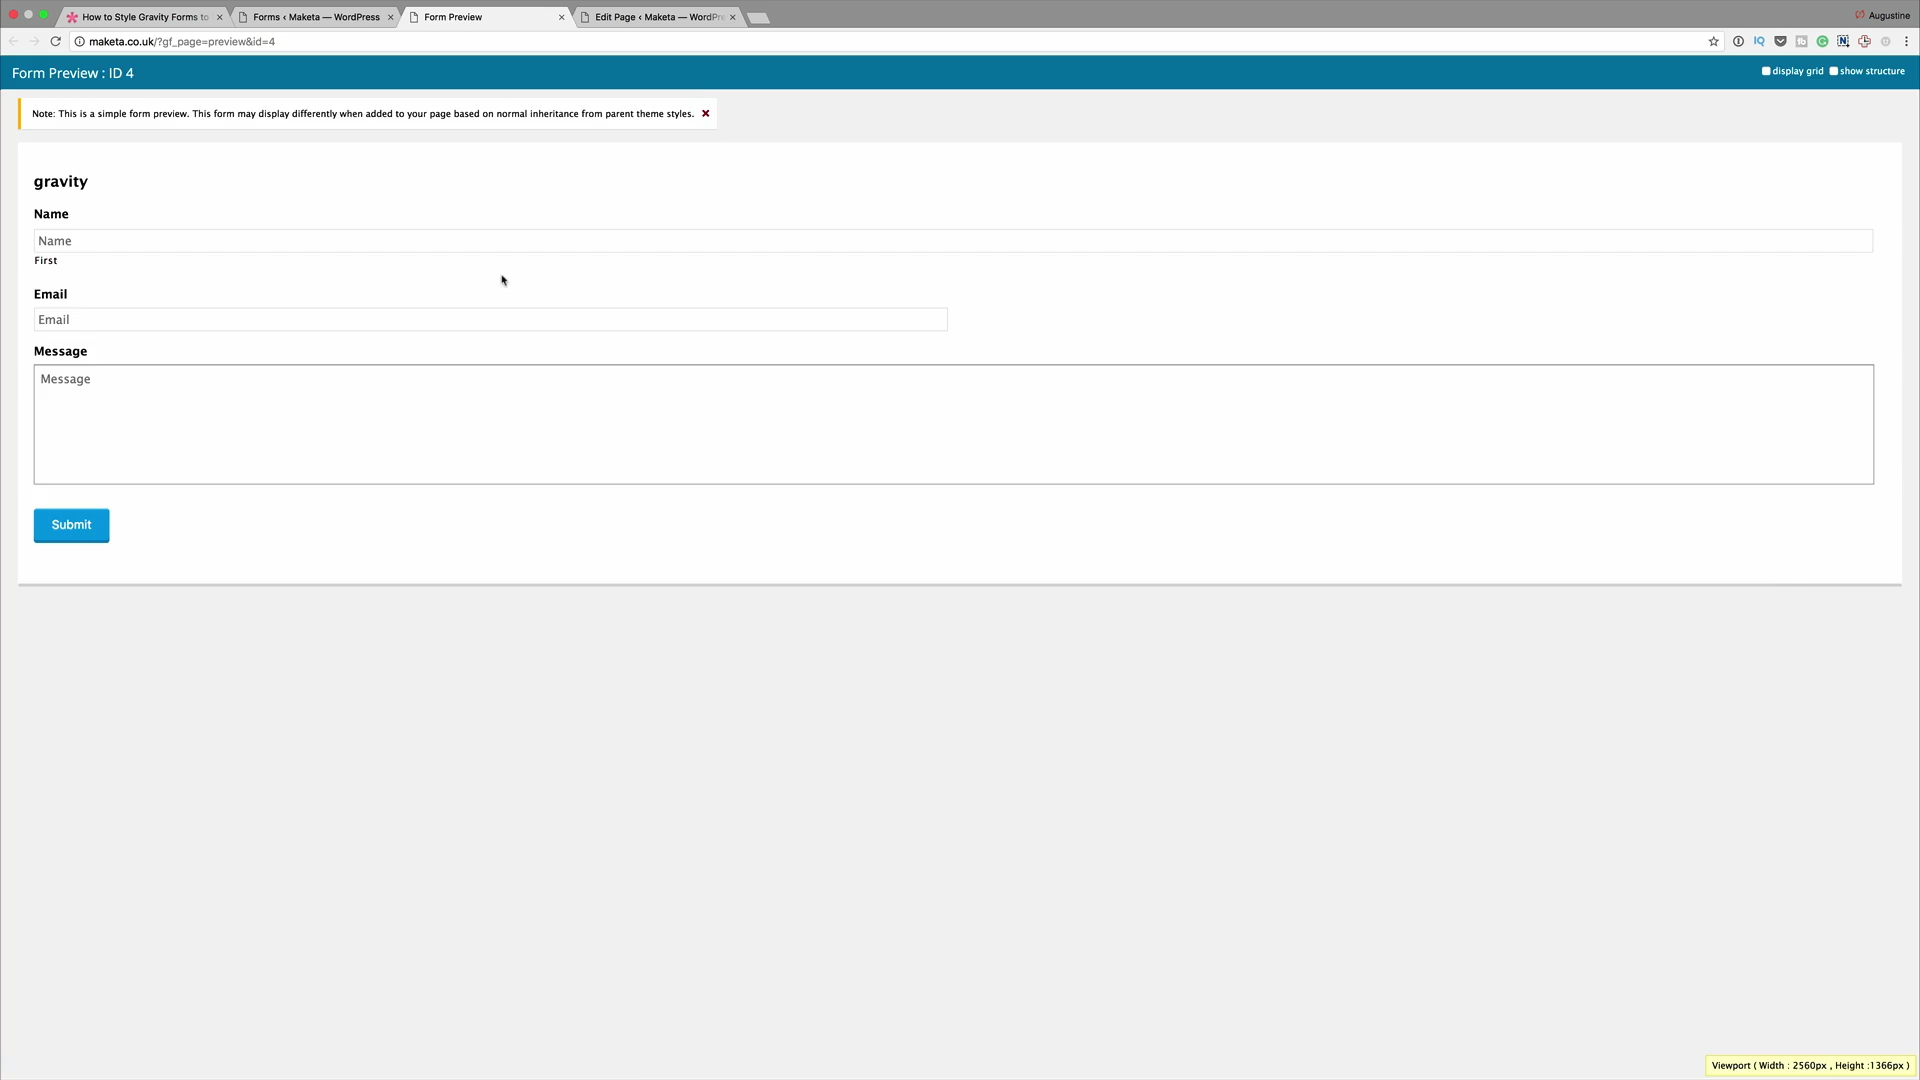 How to Style Gravity Forms to
Forms ‹ Maketa — WordPress
Form Preview
Edit Page ‹ Maketa — WordPre
Augustine
maketa.co.uk/?gf_page=preview&id=4
Form Preview : ID 4
display grid
show structure
Note: This is a simple form preview. This form may display differently when added to your page based on normal inheritance from parent theme styles.
gravity
Name
Name
First
Email
Email
Message
Message
Submit
Viewport ( Width : 2560px , Height :1366px )